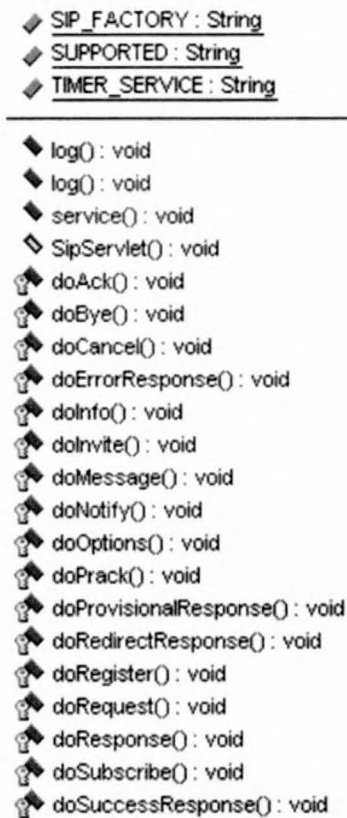 SIP_FACTORY : String
SUPPORTED : String
TIMER_SERVICE : String
log() : void
log() : void
service() : void
SipServlet() : void
doAck() : void
doBye() : void
doCancel() : void
doErrorResponse() : void
doInfo() : void
doInvite() : void
doMessage() : void
doNotify() : void
doOptions() : void
doPrack() : void
doProvisionalResponse() : void
doRedirectResponse() : void
doRegister() : void
doRequest() : void
doResponse() : void
doSubscribe() : void
doSuccessResponse() : void